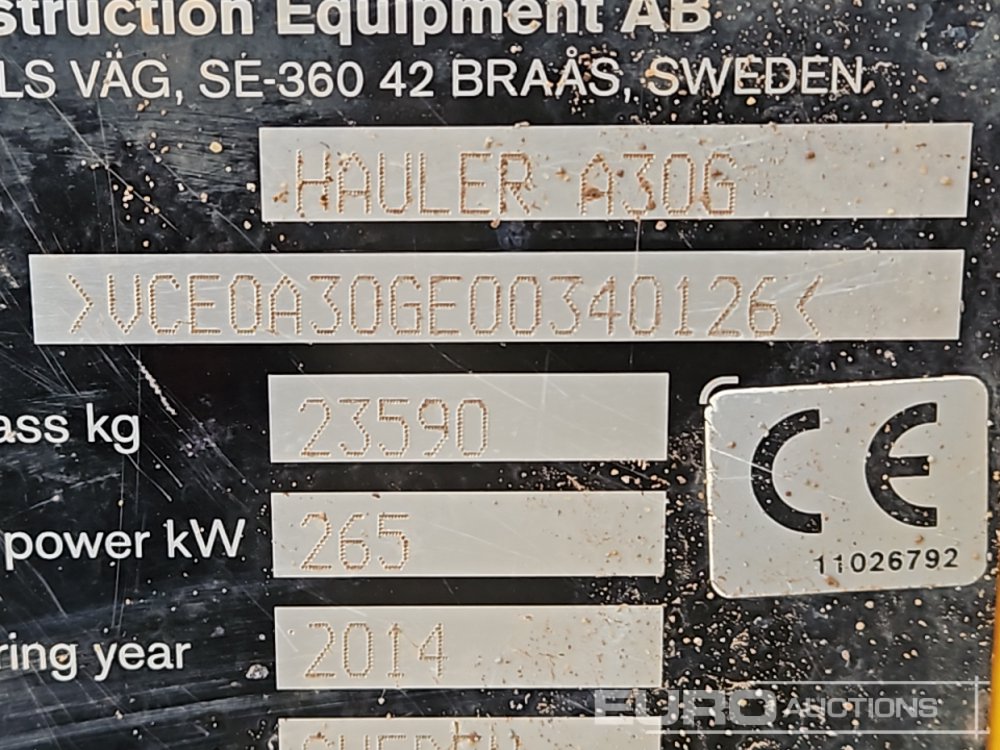 struction Equipment AB
LS VÄG, SE-360 42 BRAÅS, SWEDEN
HAULER A30G
>VCE0A30GE00340126<
ass kg 23590
power kW 265
ring year 2014
CE
11026792
EURO AUCTIONS